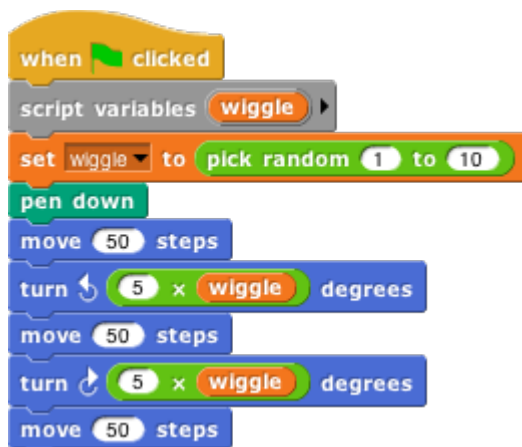 when clicked
script variables wiggle
set wiggle to pick random 1 to 10
pen down
move 50 steps
turn 5 × wiggle degrees
move 50 steps
turn 5 × wiggle degrees
move 50 steps